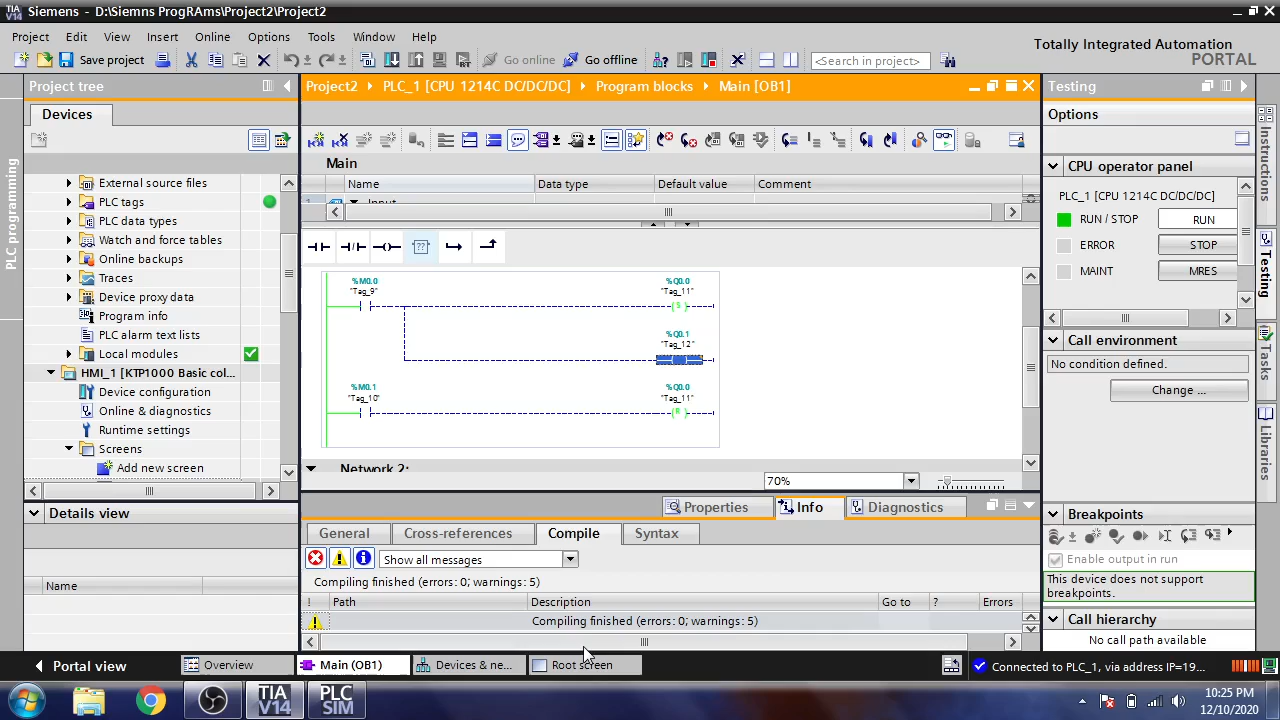 TIA
V14
Siemens - D:\Siemns ProgRAms\Project2\Project2
Project Edit View Insert Online Options Tools Window Help
Totally Integrated Automation
PORTAL
Save project
Go online
Go offline
<Search in project>
Project tree
Project2 PLC_1 [CPU 1214C DC/DC/DC] Program blocks Main [OB1]
Testing
Devices
Options
PLC programming
Main
Name Data type Default value Comment
Input
External source files
PLC tags
PLC data types
Watch and force tables
Online backups
Traces
Device proxy data
Program info
PLC alarm text lists
Local modules
HMI_1 [KTP1000 Basic col...
Device configuration
Online & diagnostics
Runtime settings
Screens
Add new screen
Details view
Name
??
%M0.0
"Tag_9"
%Q0.0
"Tag_11"
S
%Q0.1
"Tag_12"
%M0.1
"Tag_10"
%Q0.0
"Tag_11"
R
Network 2:
70%
Properties Info Diagnostics
General Cross-references Compile Syntax
Show all messages
Compiling finished (errors: 0; warnings: 5)
! Path Description Go to ? Errors
Compiling finished (errors: 0; warnings: 5)
CPU operator panel
PLC_1 [CPU 1214C DC/DC/DC]
RUN / STOP RUN
ERROR STOP
MAINT MRES
Call environment
No condition defined.
Change ...
Breakpoints
Enable output in run
This device does not support
breakpoints.
Call hierarchy
No call path available
Instructions
Testing
Tasks
Libraries
Portal view
Overview
Main (OB1)
Devices & ne...
Root screen
Connected to PLC_1, via address IP=19...
TIA
V14
PLC
SIM
10:25 PM
12/10/2020